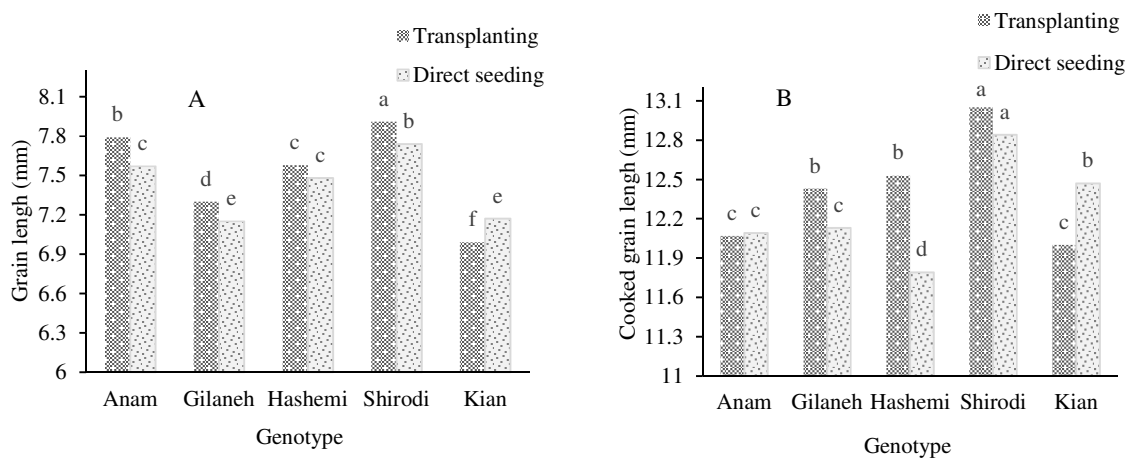 Transplanting
Direct seeding
A
8.1
7.8
7.5
7.2
6.9
6.6
6.3
6
Grain lengh (mm)
b c d e c c a b f e
Anam Gilaneh Hashemi Shirodi Kian
Genotype
Transplanting
Direct seeding
B
13.1
12.8
12.5
12.2
11.9
11.6
11.3
11
Cooked grain lengh (mm)
c c b c b d a a c b
Anam Gilaneh Hashemi Shirodi Kian
Genotype